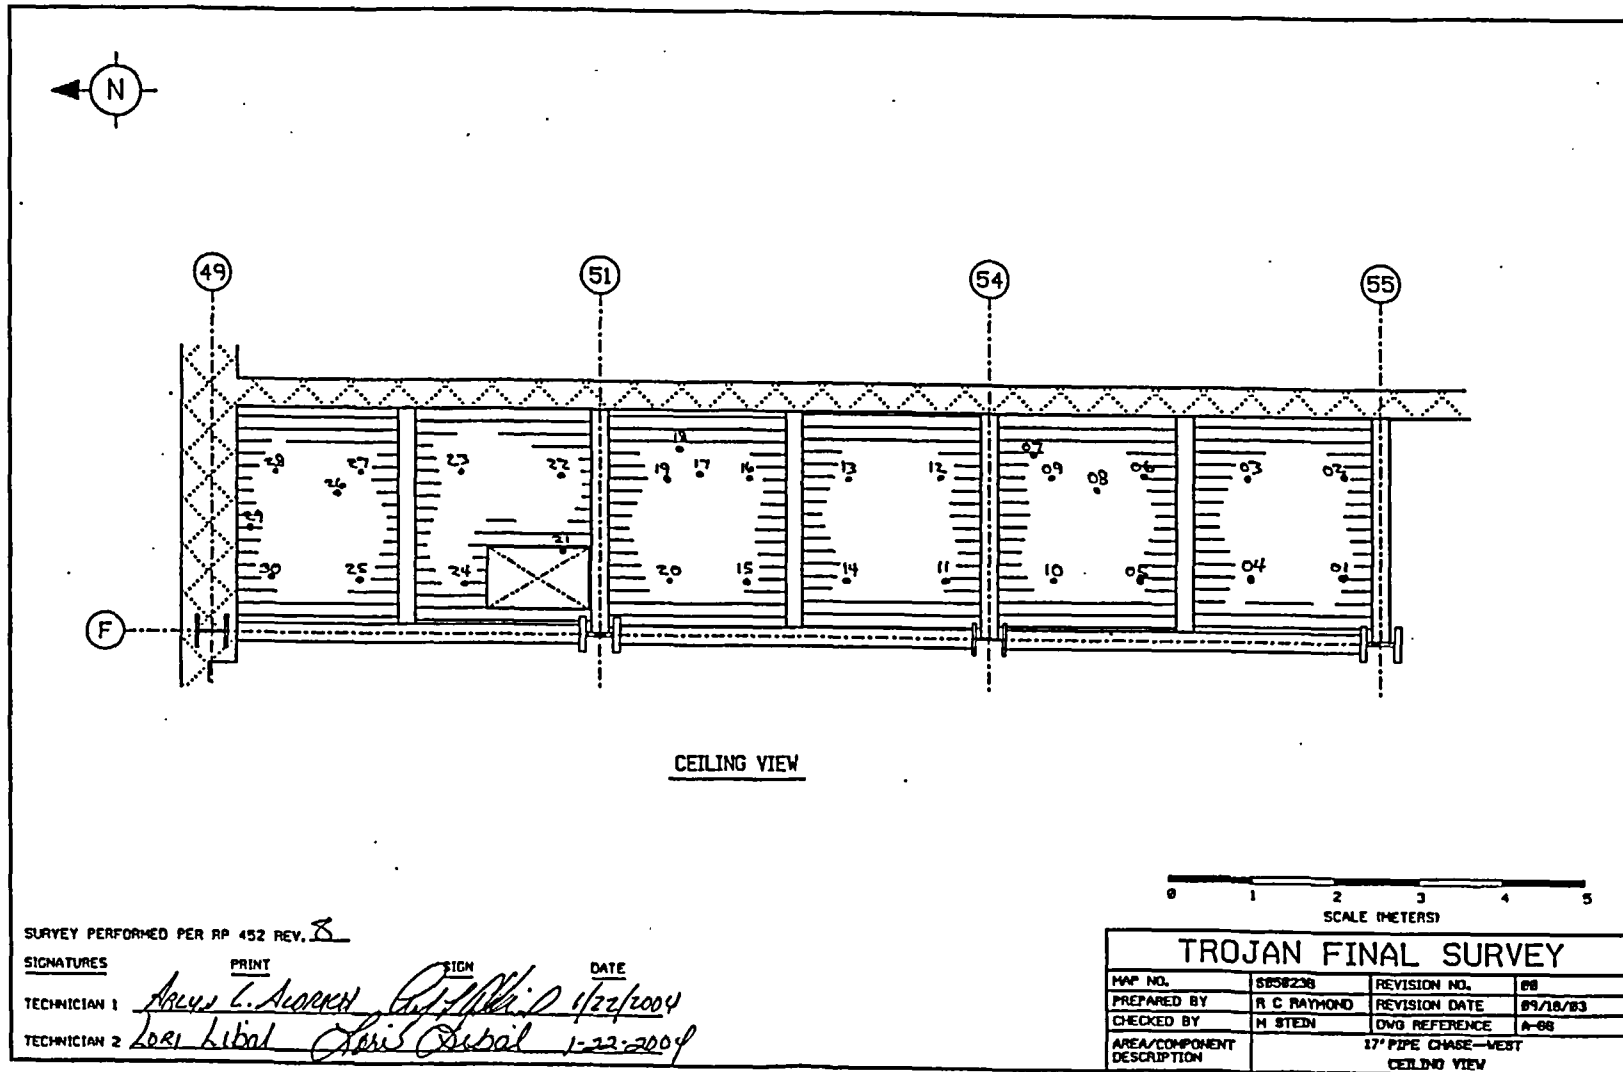 N
49
51
54
55
28
27
26
29
30
25
23
22
21
24
18
19
17
16
20
15
13
12
14
11
07
09
08
06
10
05
03
02
04
01
F
CEILING VIEW
0 1 2 3 4 5
SCALE (METERS)
SURVEY PERFORMED PER RP 452 REV. 8
SIGNATURES PRINT SIGN DATE
TECHNICIAN 1 1/22/2004
TECHNICIAN 2 LORI Libal Loris Libal 1-22-2004
TROJAN FINAL SURVEY
MAP NO. REVISION NO. 00
PREPARED BY R C RAYMOND REVISION DATE 09/18/03
CHECKED BY M STEIN DWG REFERENCE
AREA/COMPONENT DESCRIPTION 17' PIPE CHASE-WEST
CEILING VIEW